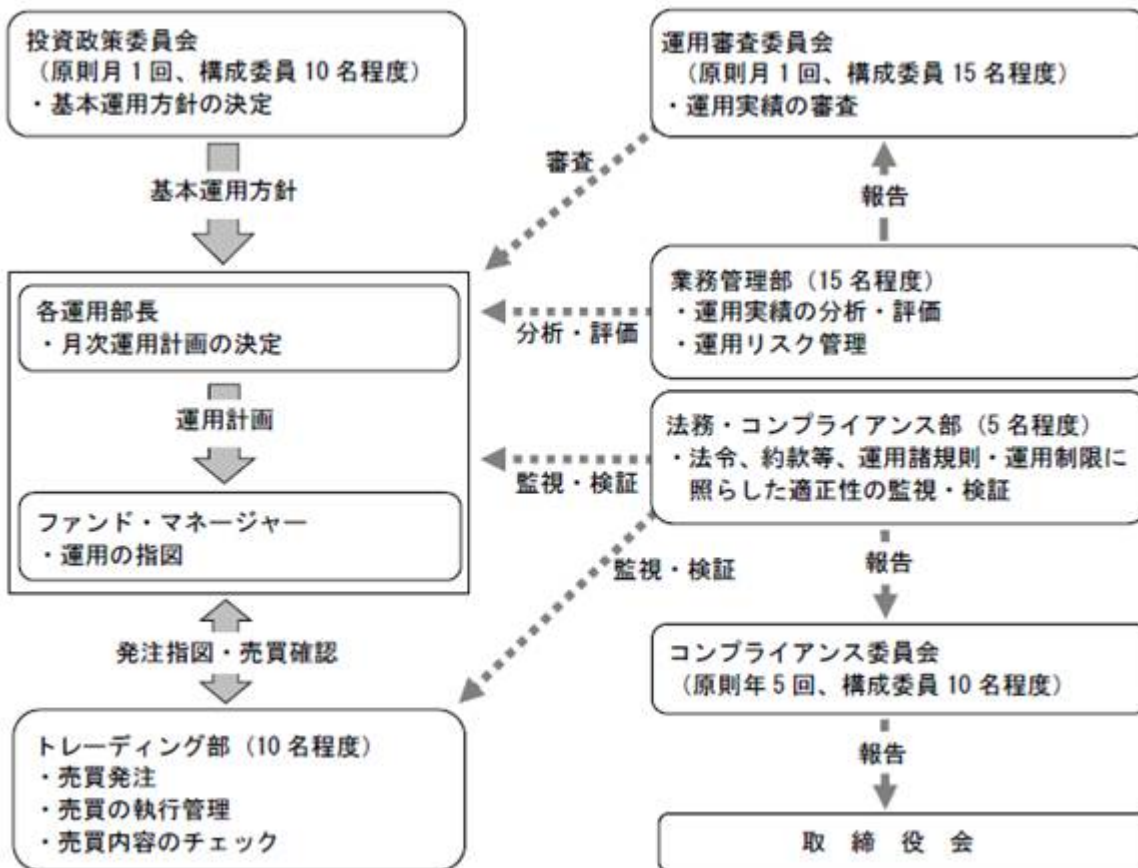 投資政策委員会
（原則月1回、構成委員10名程度）
・基本運用方針の決定
基本運用方針
各運用部長
・月次運用計画の決定
運用計画
ファンド・マネージャー
・運用の指図
発注指図・売買確認
トレーディング部（10名程度）
・売買発注
・売買の執行管理
・売買内容のチェック
運用審査委員会
（原則月1回、構成委員15名程度）
・運用実績の審査
審査
報告
業務管理部（15名程度）
・運用実績の分析・評価
・運用リスク管理
分析・評価
法務・コンプライアンス部（5名程度）
・法令、約款等、運用諸規則・運用制限に
照らした適正性の監視・検証
監視・検証
監視・検証
報告
コンプライアンス委員会
（原則年5回、構成委員10名程度）
報告
取締役会